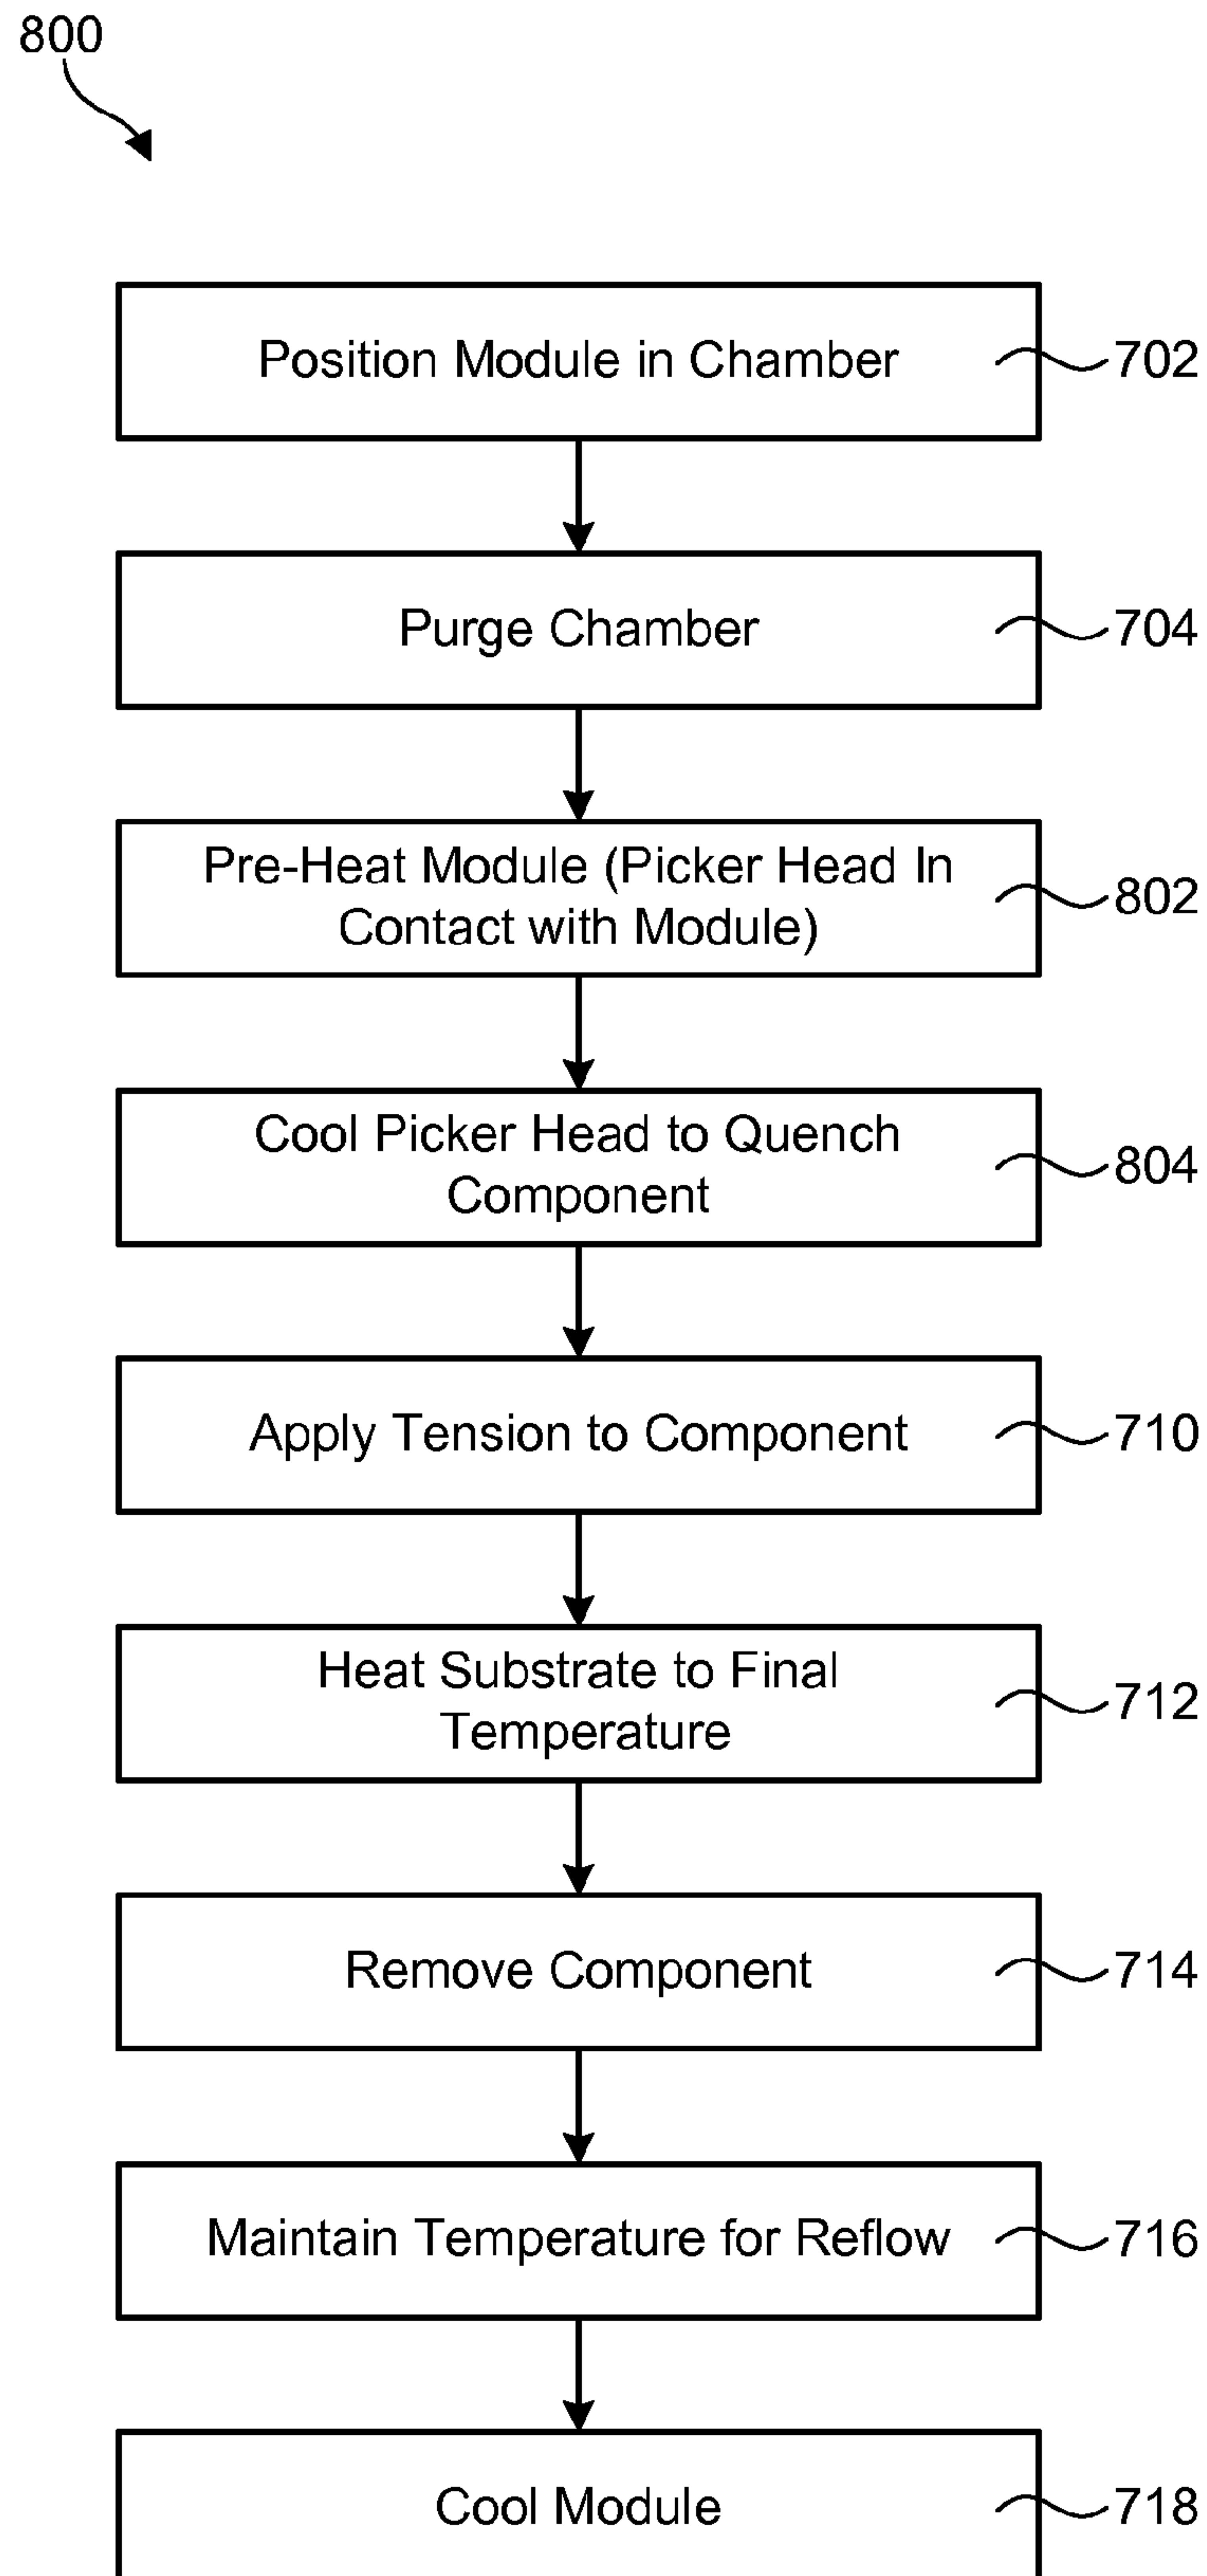 800
Position Module in Chamber
702
Purge Chamber
704
Pre-Heat Module (Picker Head In
Contact with Module)
802
Cool Picker Head to Quench
Component
804
Apply Tension to Component
710
Heat Substrate to Final
Temperature
712
Remove Component
714
Maintain Temperature for Reflow
716
Cool Module
718